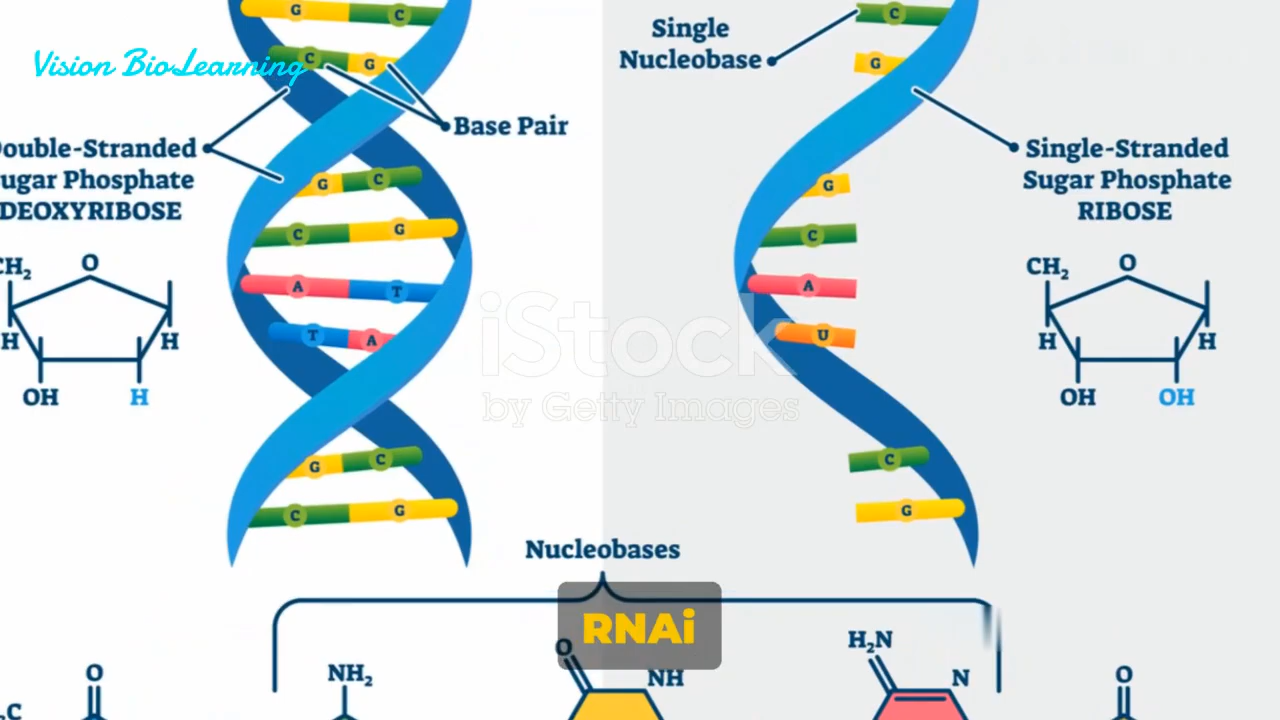 G C
Vision BioLearning
C G
Base Pair
ouble-Stranded
ugar Phosphate
DEOXYRIBOSE
G C
C G
A T
T A
G C
C G
CH₂ O
H H
OH H
Single
Nucleobase
C
G
G
C
A
U
C
G
Single-Stranded
Sugar Phosphate
RIBOSE
CH₂ O
H H
OH OH
iStock
by Getty Images
Nucleobases
RNAi
O
NH₂
O
NH
H₂N
N
O
C